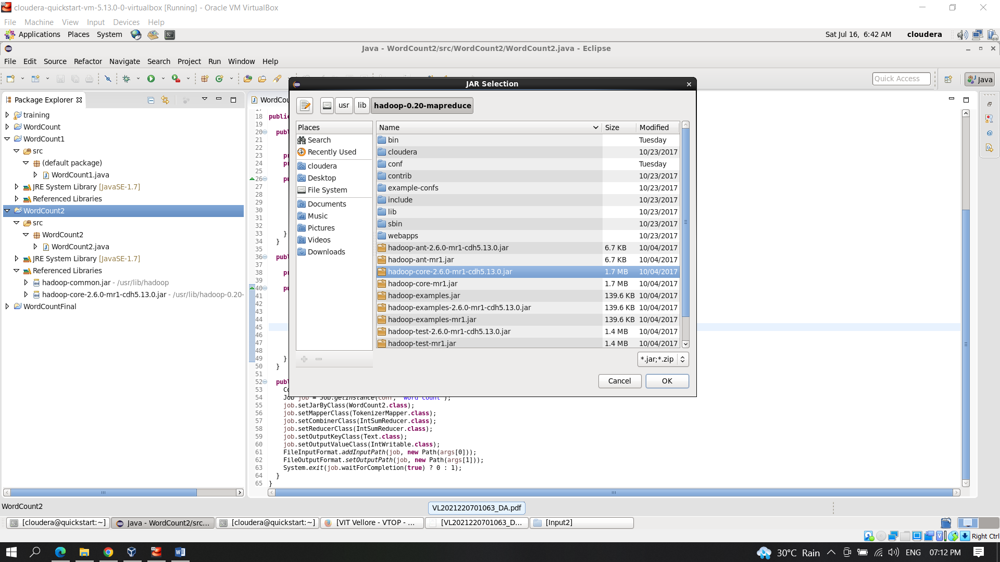 cloudera-quickstart-vm-5.13.0-0-virtualbox [Running] - Oracle VM VirtualBox
File Machine View Input Devices Help
Applications Places System
Sat Jul 16, 6:42 AM cloudera
Java - WordCount2/src/WordCount2/WordCount2.java - Eclipse
File Edit Source Refactor Navigate Search Project Run Window Help
Quick Access
Java
Package Explorer
training
WordCount
WordCount1
src
(default package)
WordCount1.java
JRE System Library [JavaSE-1.7]
Referenced Libraries
WordCount2
src
WordCount2
WordCount2.java
JRE System Library [JavaSE-1.7]
Referenced Libraries
hadoop-common.jar - /usr/lib/hadoop
hadoop-core-2.6.0-mr1-cdh5.13.0.jar - /usr/lib/hadoop-0.20-
WordCountFinal
WordCou
JAR Selection
usr lib hadoop-0.20-mapreduce
Places
Search
Recently Used
cloudera
Desktop
File System
Documents
Music
Pictures
Videos
Downloads
Name Size Modified
bin Tuesday
cloudera 10/23/2017
conf Tuesday
contrib 10/23/2017
example-confs 10/23/2017
include 10/23/2017
lib 10/23/2017
sbin 10/23/2017
webapps 10/23/2017
hadoop-ant-2.6.0-mr1-cdh5.13.0.jar 6.7 KB 10/04/2017
hadoop-ant-mr1.jar 6.7 KB 10/04/2017
hadoop-core-2.6.0-mr1-cdh5.13.0.jar 1.7 MB 10/04/2017
hadoop-core-mr1.jar 1.7 MB 10/04/2017
hadoop-examples.jar 139.6 KB 10/04/2017
hadoop-examples-2.6.0-mr1-cdh5.13.0.jar 139.6 KB 10/04/2017
hadoop-examples-mr1.jar 139.6 KB 10/04/2017
hadoop-test-2.6.0-mr1-cdh5.13.0.jar 1.4 MB 10/04/2017
hadoop-test-mr1.jar 1.4 MB 10/04/2017
*.jar;*.zip
Cancel OK
18 public
19
20 publ
21
22
23 pr
24 pr
25
26 pu
27
28
29
30
31
32
33 }
34 }
35
36 publ
37
38 pr
39
40 pu
41
42
43
44
45
46
47
48
49 }
50 }
51
52 publ
53 Co
54 Job job = Job.getInstance(conf, "word count");
55 job.setJarByClass(WordCount2.class);
56 job.setMapperClass(TokenizerMapper.class);
57 job.setCombinerClass(IntSumReducer.class);
58 job.setReducerClass(IntSumReducer.class);
59 job.setOutputKeyClass(Text.class);
60 job.setOutputValueClass(IntWritable.class);
61 FileInputFormat.addInputPath(job, new Path(args[0]));
62 FileOutputFormat.setOutputPath(job, new Path(args[1]));
63 System.exit(job.waitForCompletion(true) ? 0 : 1);
64 }
65 }
WordCount2
VL2021220701063_DA.pdf
[cloudera@quickstart:~] Java - WordCount2/src... [cloudera@quickstart:~] [VIT Vellore - VTOP - ... [VL2021220701063_D... [Input2]
Right Ctrl
30°C Rain ENG 07:12 PM